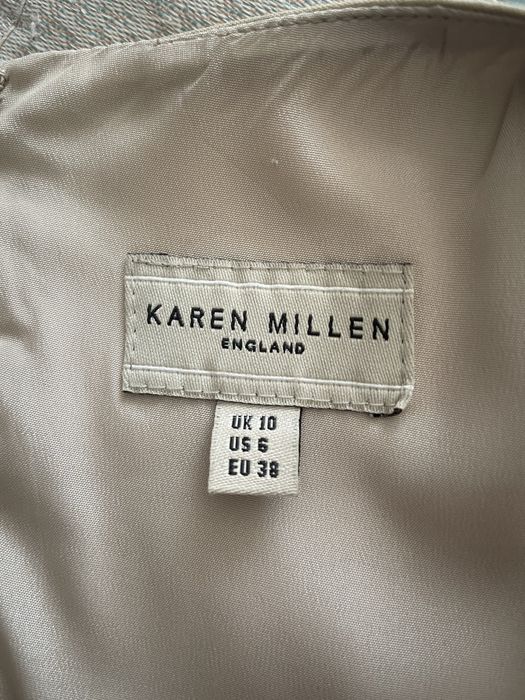 KAREN MILLEN
ENGLAND
UK 10
US 6
EU 38